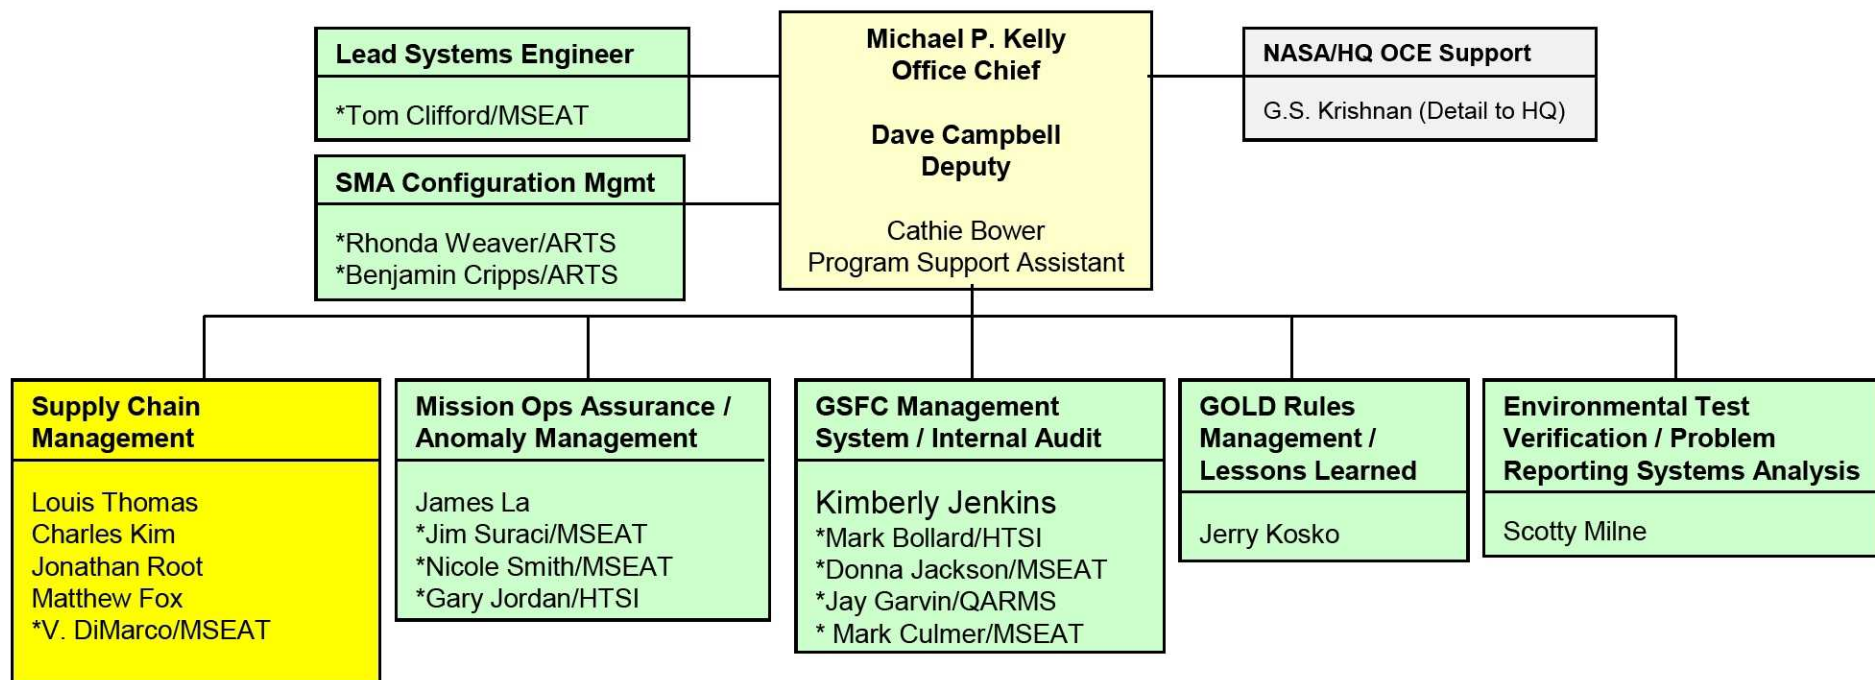 Lead Systems Engineer
*Tom Clifford/MSEAT
SMA Configuration Mgmt
*Rhonda Weaver/ARTS
*Benjamin Cripps/ARTS
Michael P. Kelly
Office Chief
Dave Campbell
Deputy
Cathie Bower
Program Support Assistant
NASA/HQ OCE Support
G.S. Krishnan (Detail to HQ)
Supply Chain
Management
Louis Thomas
Charles Kim
Jonathan Root
Matthew Fox
*V. DiMarco/MSEAT
Mission Ops Assurance /
Anomaly Management
James La
*Jim Suraci/MSEAT
*Nicole Smith/MSEAT
*Gary Jordan/HTSI
GSFC Management
System / Internal Audit
Kimberly Jenkins
*Mark Bollard/HTSI
*Donna Jackson/MSEAT
*Jay Garvin/QARMS
* Mark Culmer/MSEAT
GOLD Rules
Management /
Lessons Learned
Jerry Kosko
Environmental Test
Verification / Problem
Reporting Systems Analysis
Scotty Milne